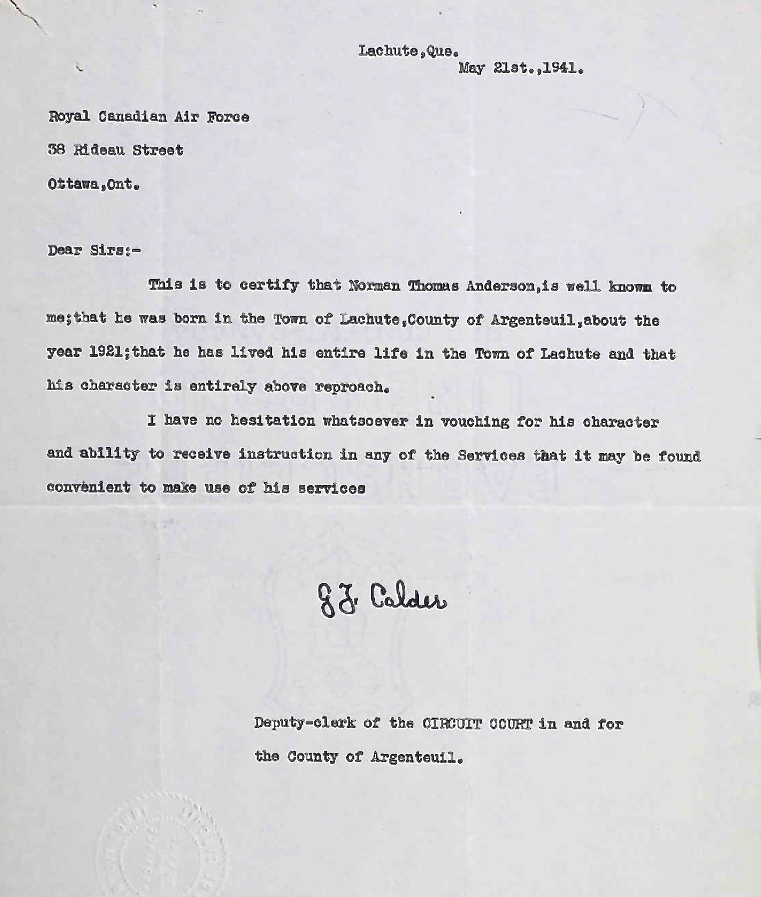 Lachute,Que.
May 21st.,1941.
Royal Canadian Air Force
38 Rideau Street
Ottawa,Ont.
Dear Sirs:-
This is to certify that Norman Thomas Anderson,is well known to
me;that he was born in the Town of Lachute,County of Argenteuil,about the
year 1921;that he has lived his entire life in the Town of Lachute and that
his character is entirely above reproach.
I have no hesitation whatsoever in vouching for his character
and ability to receive instruction in any of the Services that it may be found
convenient to make use of his services
Calder
Deputy-clerk of the CIRCUIT COURT in and for
the County of Argenteuil.